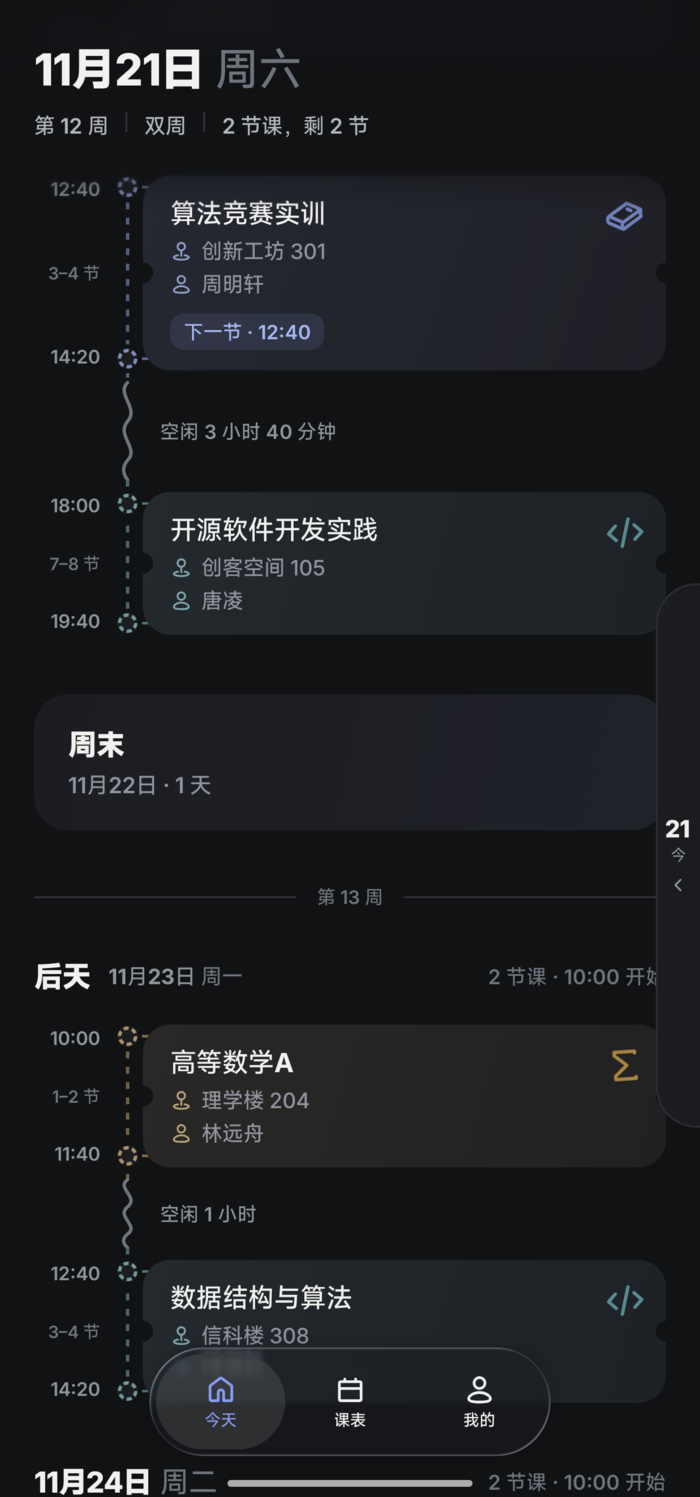 11月21日 周六
第 12 周 双周 2 节课，剩 2 节
12:40
算法竞赛实训
创新工坊 301
3–4 节
周明轩
下一节 · 12:40
14:20
空闲 3 小时 40 分钟
18:00
开源软件开发实践
创客空间 105
7–8 节
唐凌
19:40
周末
11月22日 · 1 天
21
今
第 13 周
后天 11月23日 周一 2 节课 · 10:00 开始
10:00
高等数学A
理学楼 204
1–2 节
林远舟
11:40
空闲 1 小时
12:40
数据结构与算法
信科楼 308
3–4 节
14:20
今天 课表 我的
11月24日 周二 2 节课 · 10:00 开始